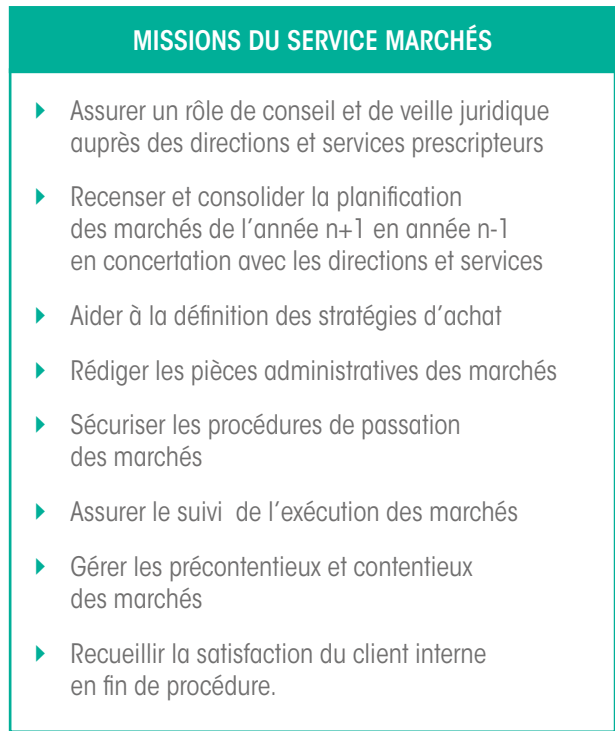 MISSIONS DU SERVICE MARCHÉS
Assurer un rôle de conseil et de veille juridique
auprès des directions et services prescripteurs
Recenser et consolider la planification
des marchés de l'année n+1 en année n-1
en concertation avec les directions et services
Aider à la définition des stratégies d'achat
Rédiger les pièces administratives des marchés
Sécuriser les procédures de passation
des marchés
Assurer le suivi  de l'exécution des marchés
Gérer les précontentieux et contentieux
des marchés
Recueillir la satisfaction du client interne
en fin de procédure.